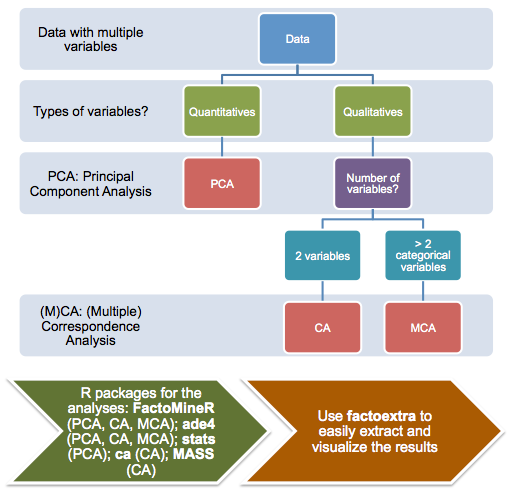 Data with multiple
variables
Data
Types of variables?
Quantitatives
Qualitatives
PCA: Principal
Component Analysis
PCA
Number of
variables?
2 variables
> 2
categorical
variables
(M)CA: (Multiple)
Correspondence
Analysis
CA
MCA
R packages for the
analyses: FactoMineR
(PCA, CA, MCA); ade4
(PCA, CA, MCA); stats
(PCA); ca (CA); MASS
(CA)
Use factoextra to
easily extract and
visualize the results